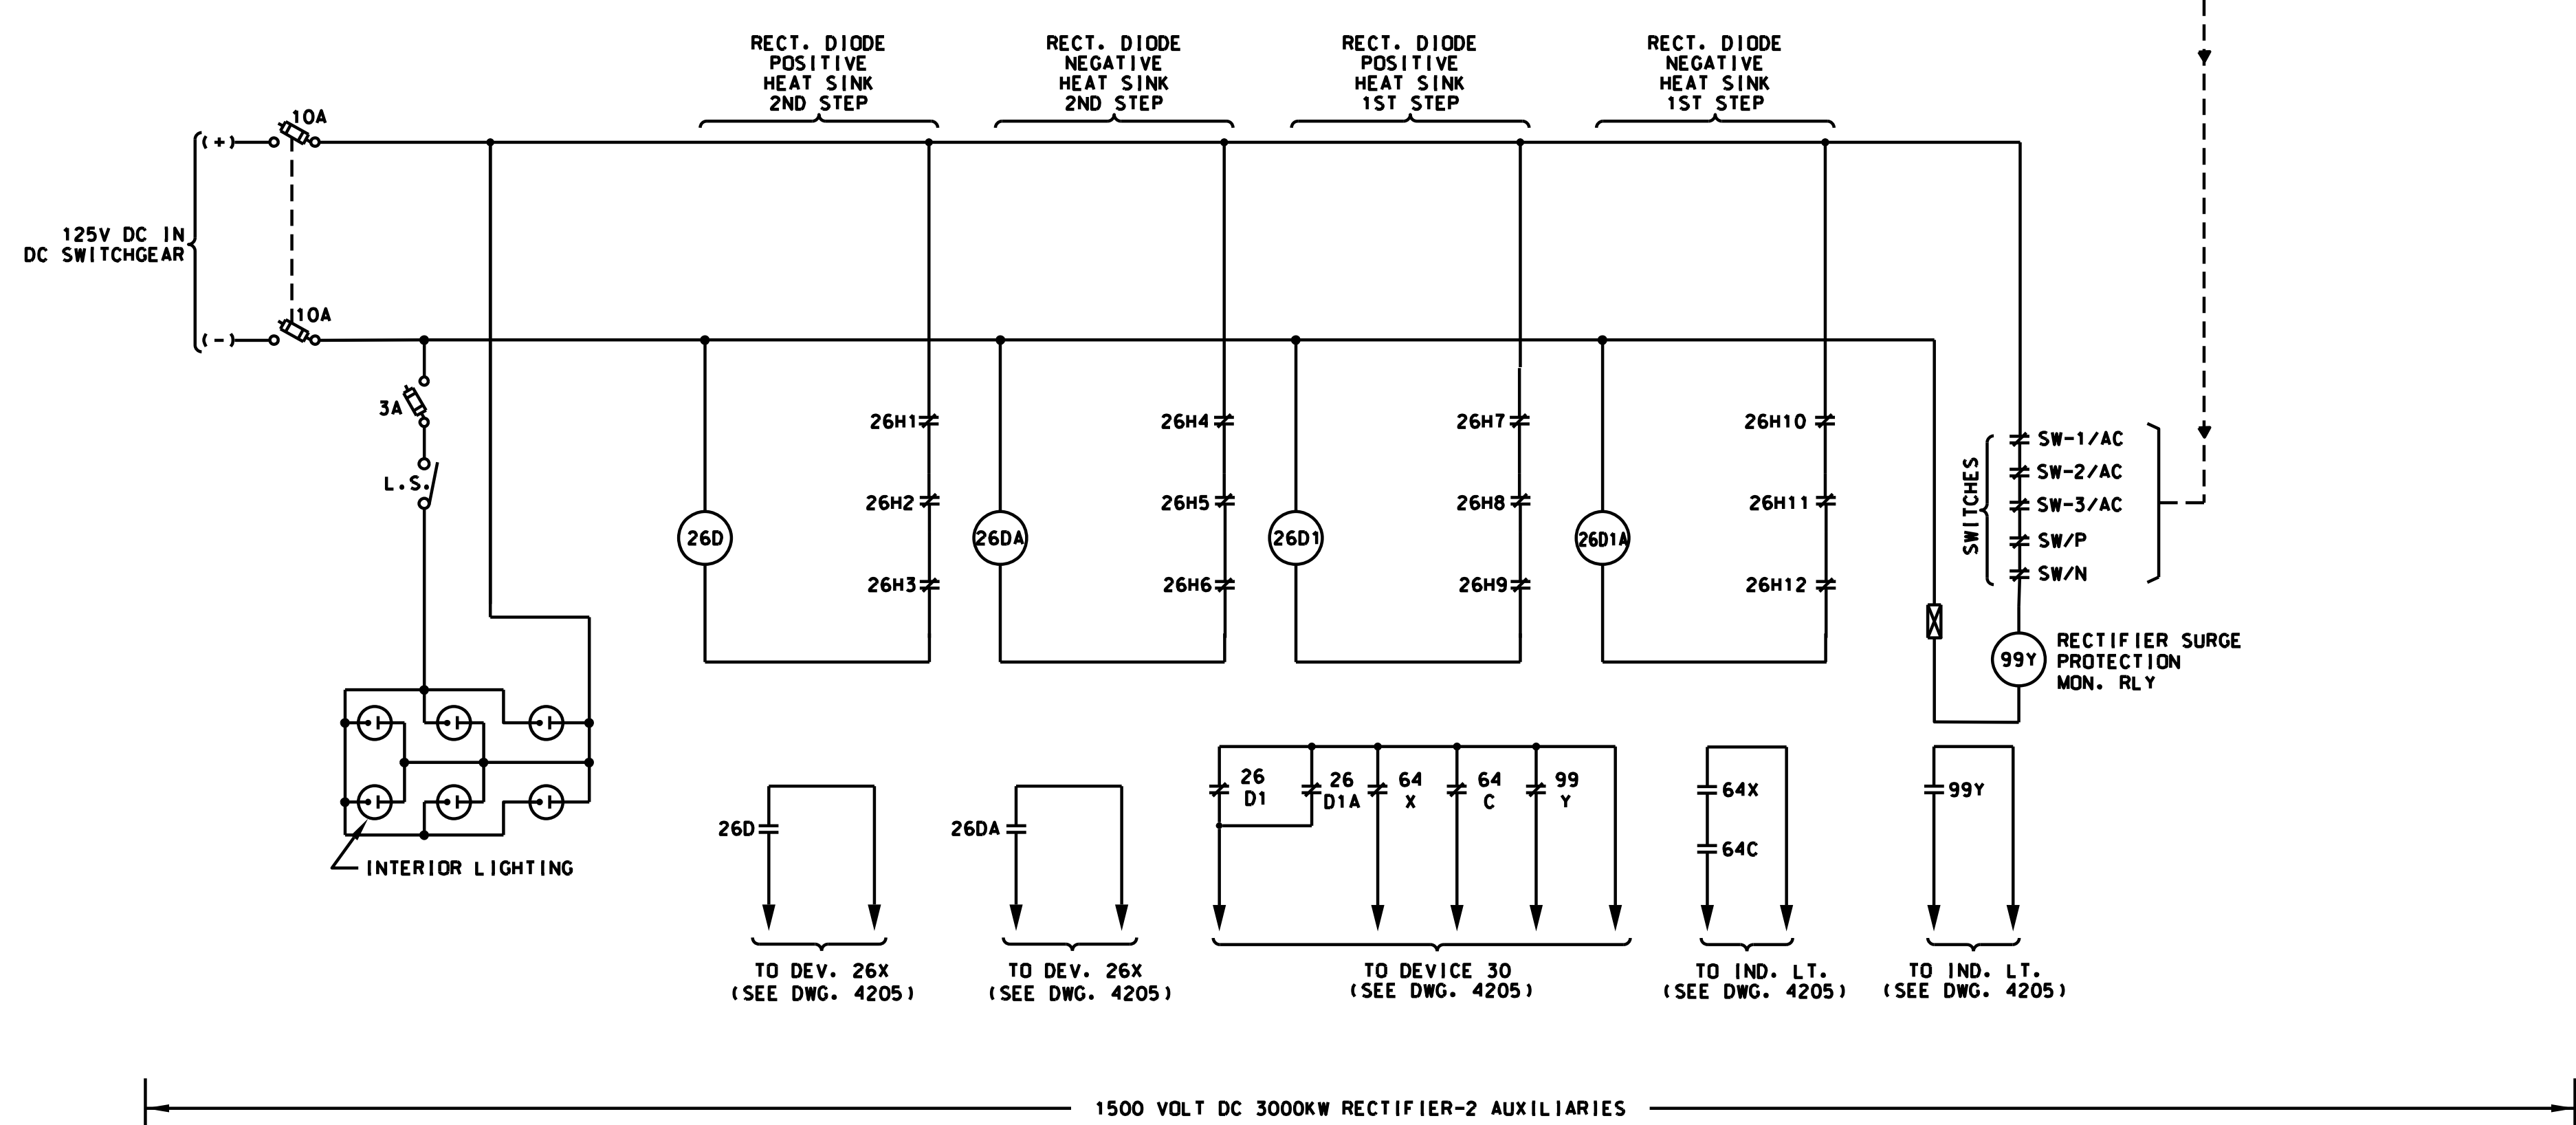 RECT. DIODE
POSITIVE
HEAT SINK
2ND STEP
RECT. DIODE
NEGATIVE
HEAT SINK
2ND STEP
RECT. DIODE
POSITIVE
HEAT SINK
1ST STEP
RECT. DIODE
NEGATIVE
HEAT SINK
1ST STEP
10A
(+)
125V DC IN
DC SWITCHGEAR
10A
(-)
3A
L.S.
26H1
26H2
26H3
26D
26H4
26H5
26H6
26DA
26H7
26H8
26H9
26D1
26H10
26H11
26H12
26D1A
SWITCHES
SW-1/AC
SW-2/AC
SW-3/AC
SW/P
SW/N
99Y
RECTIFIER SURGE
PROTECTION
MON. RLY
INTERIOR LIGHTING
26D
TO DEV. 26X
(SEE DWG. 4205)
26DA
TO DEV. 26X
(SEE DWG. 4205)
26
D1
26
D1A
64
X
64
C
99
Y
TO DEVICE 30
(SEE DWG. 4205)
64X
64C
TO IND. LT.
(SEE DWG. 4205)
99Y
TO IND. LT.
(SEE DWG. 4205)
1500 VOLT DC 3000KW RECTIFIER-2 AUXILIARIES